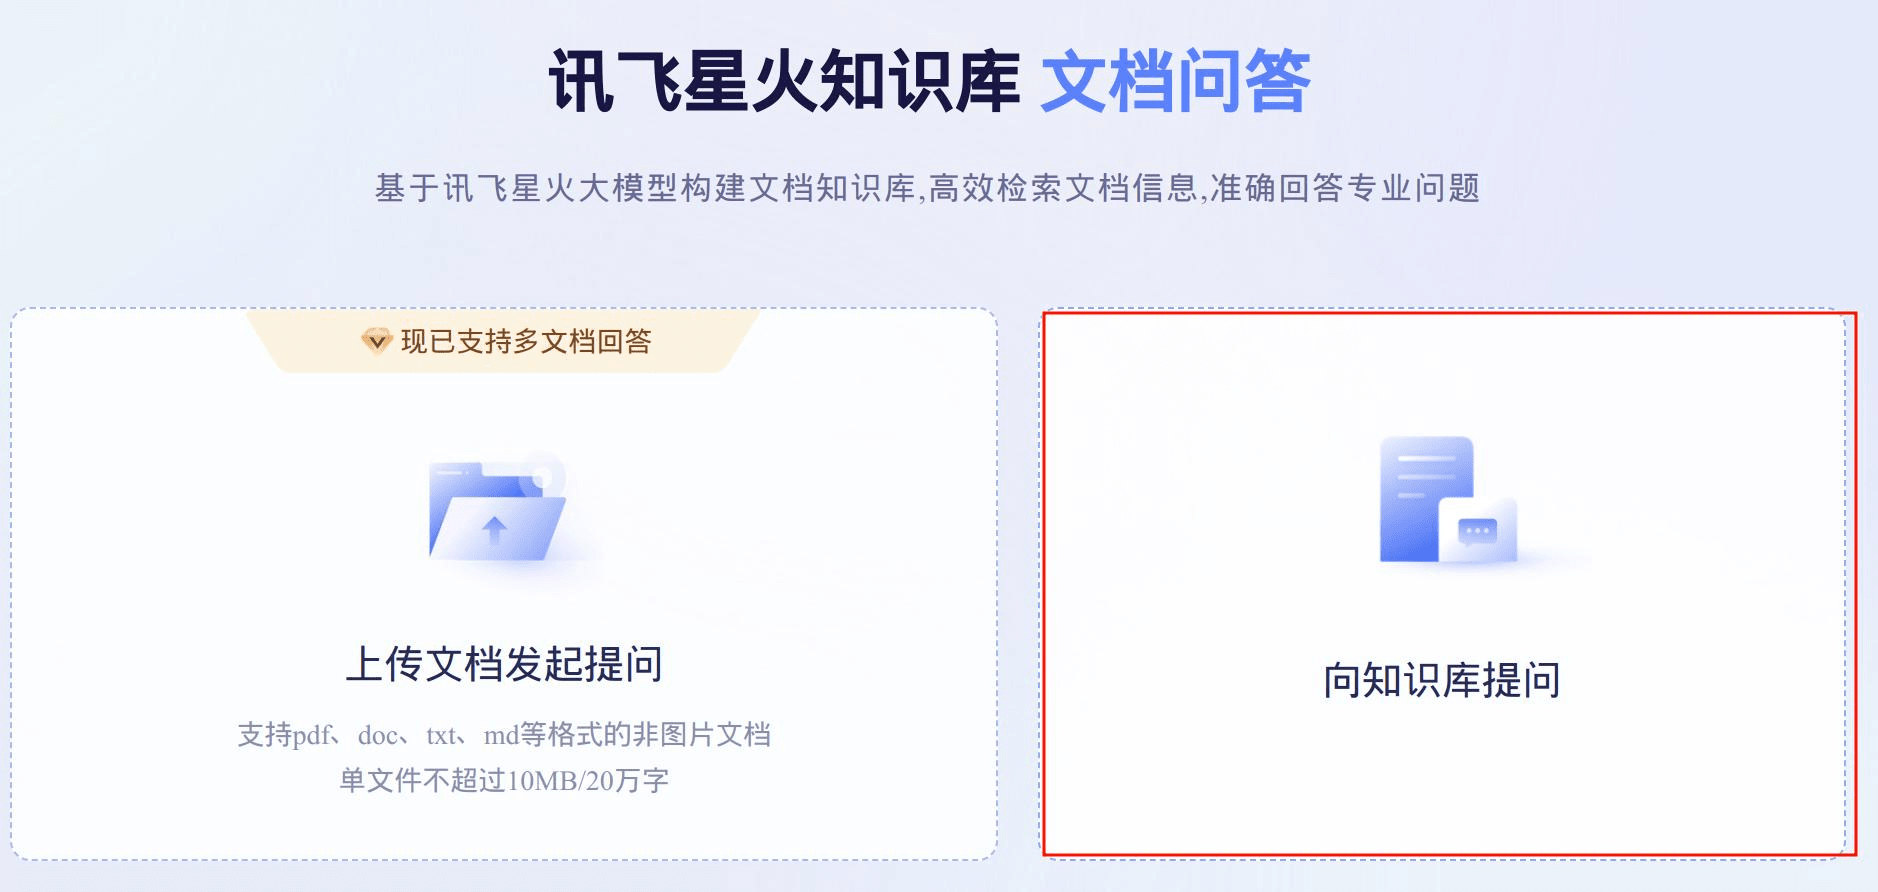 讯飞星火知识库 文档问答
基于讯飞星火大模型构建文档知识库,高效检索文档信息,准确回答专业问题
现已支持多文档回答
上传文档发起提问
支持pdf、doc、txt、md等格式的非图片文档
单文件不超过10MB/20万字
向知识库提问